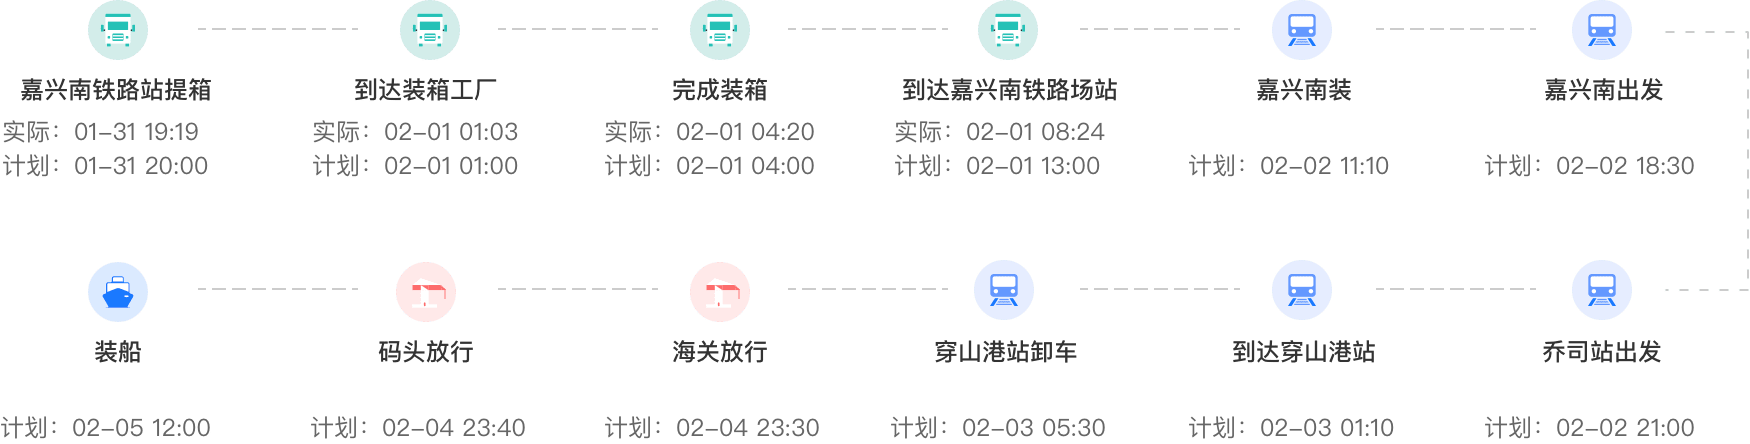 嘉兴南铁路站提箱
实际：01-31 19:19
计划：01-31 20:00
到达装箱工厂
实际：02-01 01:03
计划：02-01 01:00
完成装箱
实际：02-01 04:20
计划：02-01 04:00
到达嘉兴南铁路场站
实际：02-01 08:24
计划：02-01 13:00
嘉兴南装
计划：02-02 11:10
嘉兴南出发
计划：02-02 18:30
乔司站出发
计划：02-02 21:00
到达穿山港站
计划：02-03 01:10
穿山港站卸车
计划：02-03 05:30
海关放行
计划：02-04 23:30
码头放行
计划：02-04 23:40
装船
计划：02-05 12:00